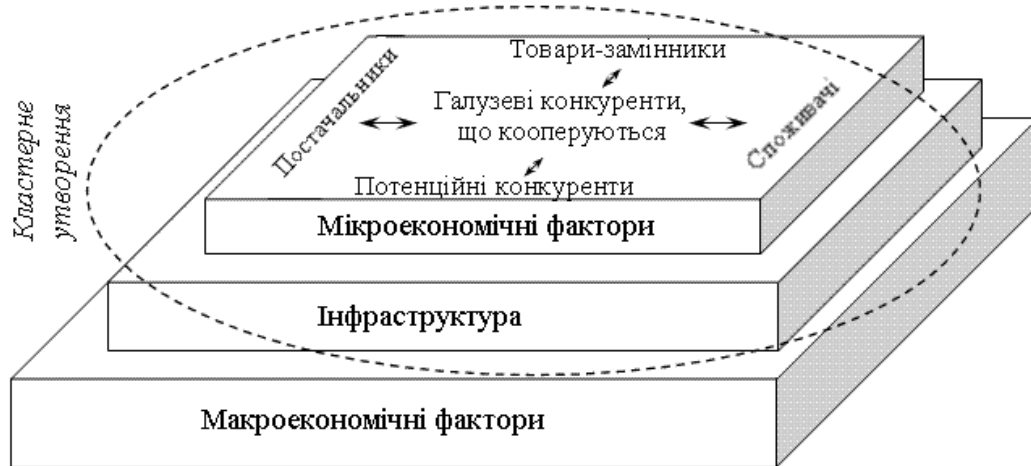 Кластерне
утворення
Товари-замінники
Постачальники
Галузеві конкуренти,
що кооперуються
Споживачі
Потенційні конкуренти
Мікроекономічні фактори
Інфраструктура
Макроекономічні фактори